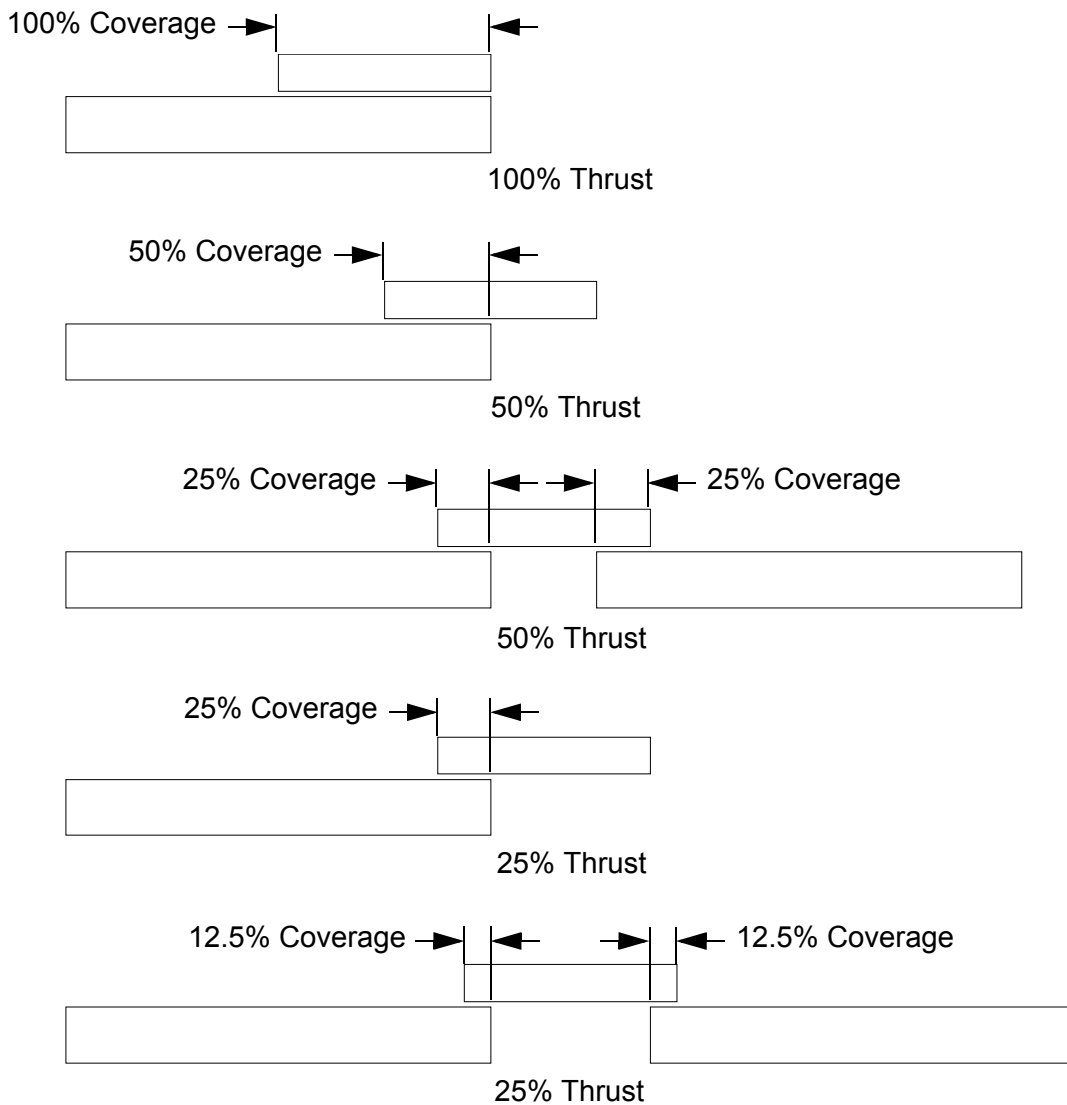 100% Coverage
100% Thrust
50% Coverage
50% Thrust
25% Coverage 25% Coverage
50% Thrust
25% Coverage
25% Thrust
12.5% Coverage 12.5% Coverage
25% Thrust